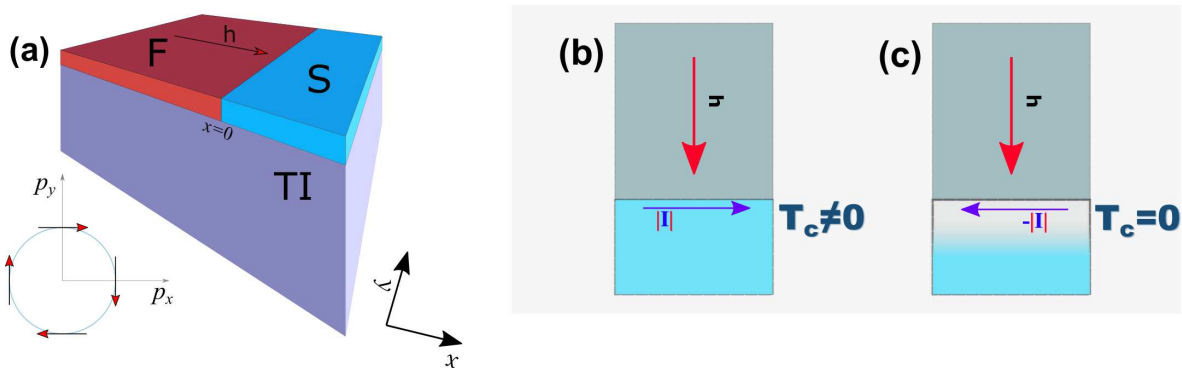 (a)
F
h
S
x=0
TI
p_y
p_x
y
x
(b)
h
|I|
T_c≠0
(c)
h
-|I|
T_c=0